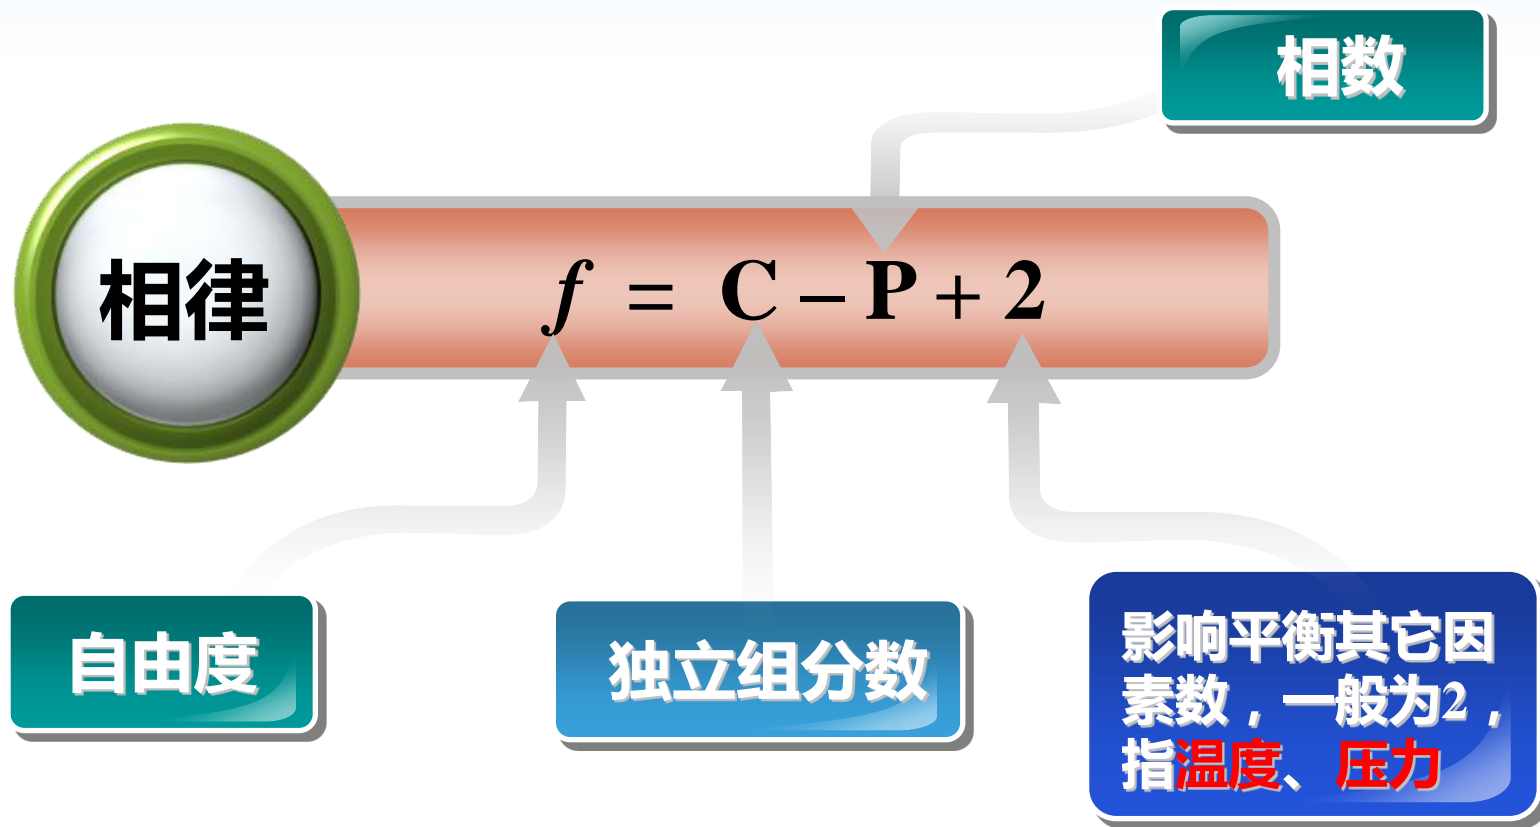 相数
相律
f = C – P + 2
自由度
独立组分数
影响平衡其它因
素数，一般为2，
指温度、压力